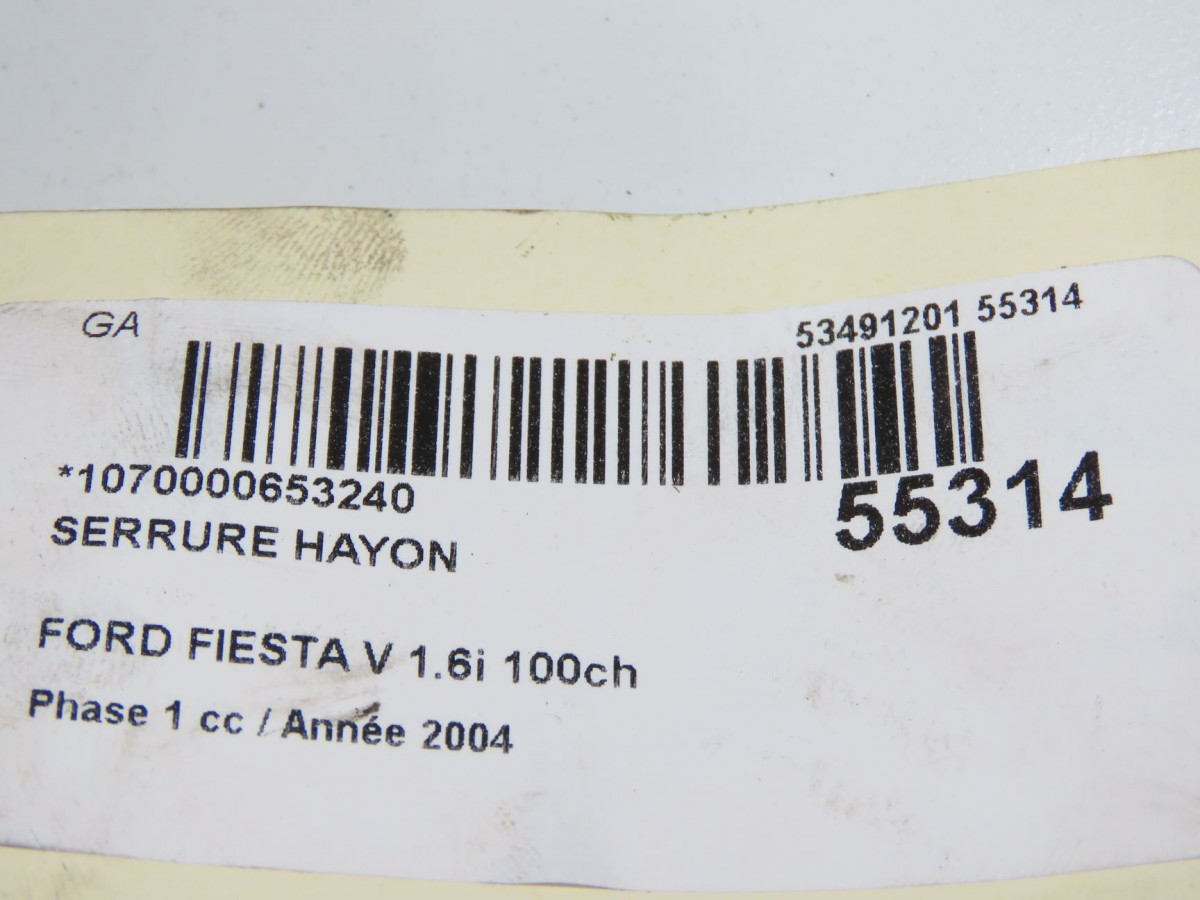 GA
53491201 55314
*1070000653240
55314
SERRURE HAYON
FORD FIESTA V 1.6i 100ch
Phase 1 cc / Année 2004